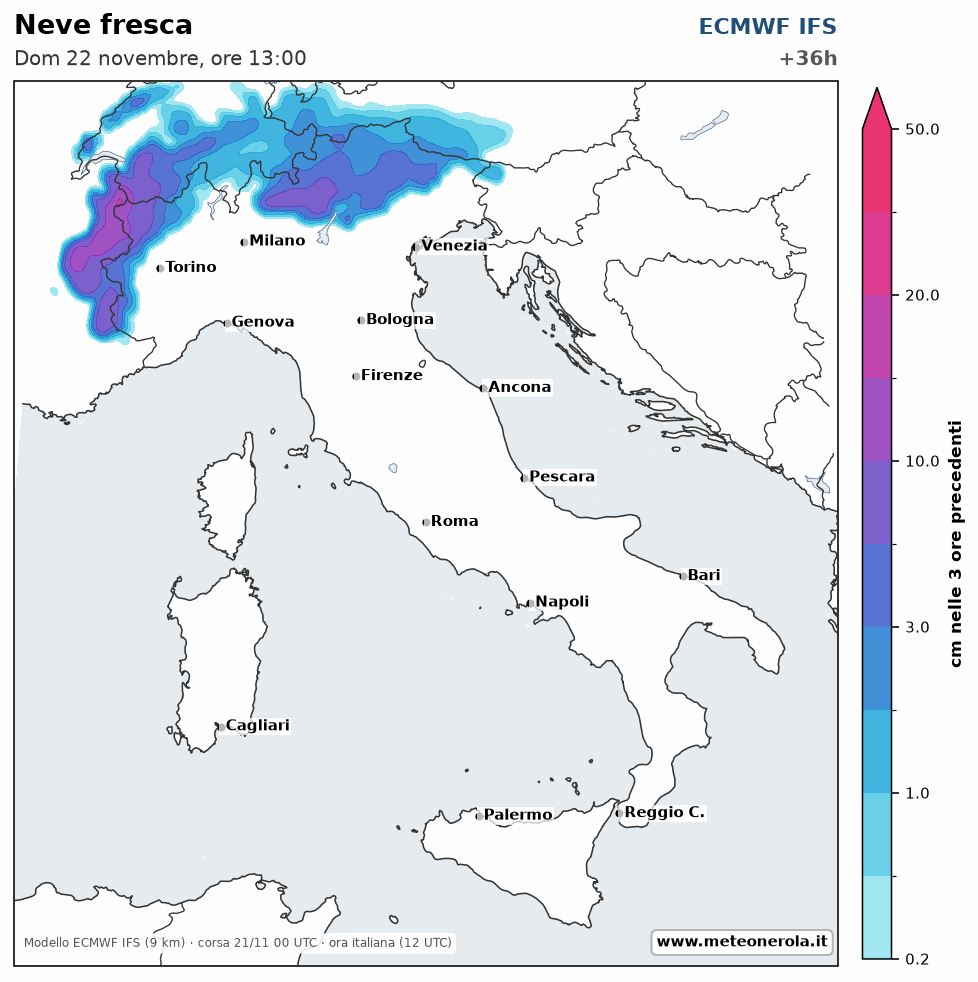 Neve fresca
ECMWF IFS
Dom 22 novembre, ore 13:00
+36h
50.0
Milano
Venezia
Torino
20.0
Genova
Bologna
Firenze
Ancona
10.0
Pescara
Roma
Bari
Napoli
3.0
cm nelle 3 ore precedenti
Cagliari
1.0
Palermo
Reggio C.
Modello ECMWF IFS (9 km) · corsa 21/11 00 UTC · ora italiana (12 UTC)
www.meteonerola.it
0.2